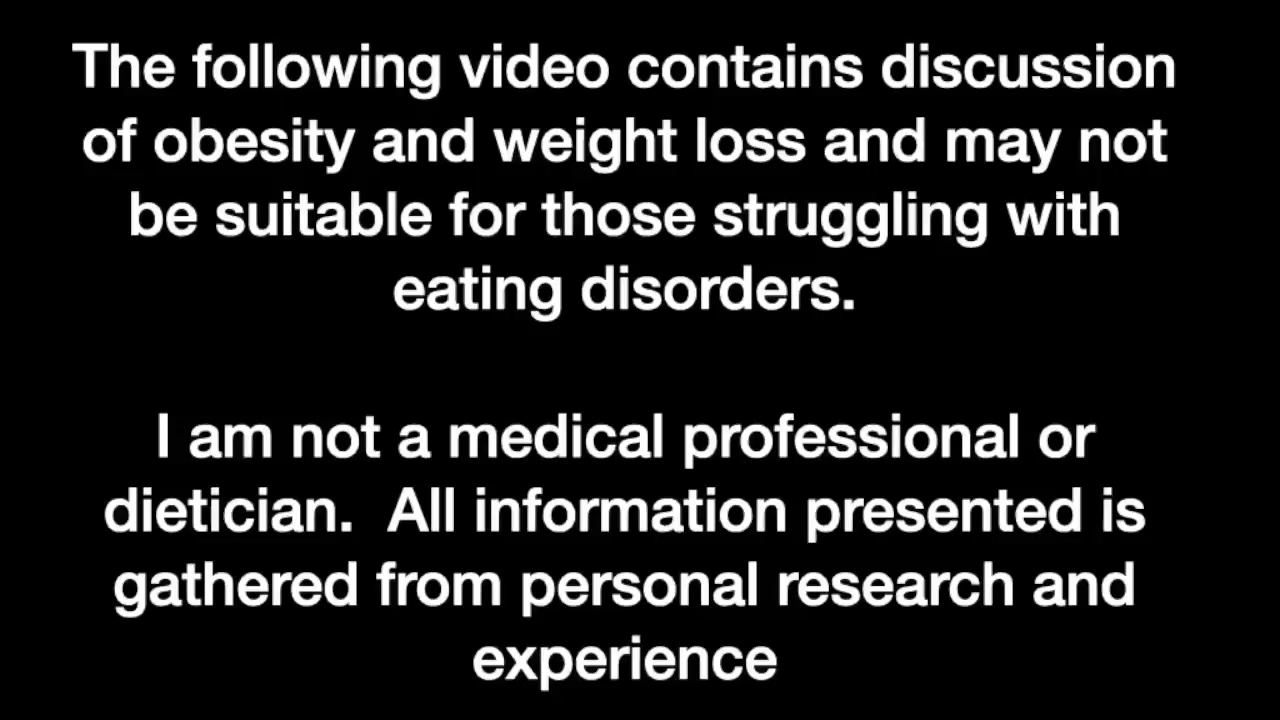 The following video contains discussion
of obesity and weight loss and may not
be suitable for those struggling with
eating disorders.
I am not a medical professional or
dietician.  All information presented is
gathered from personal research and
experience